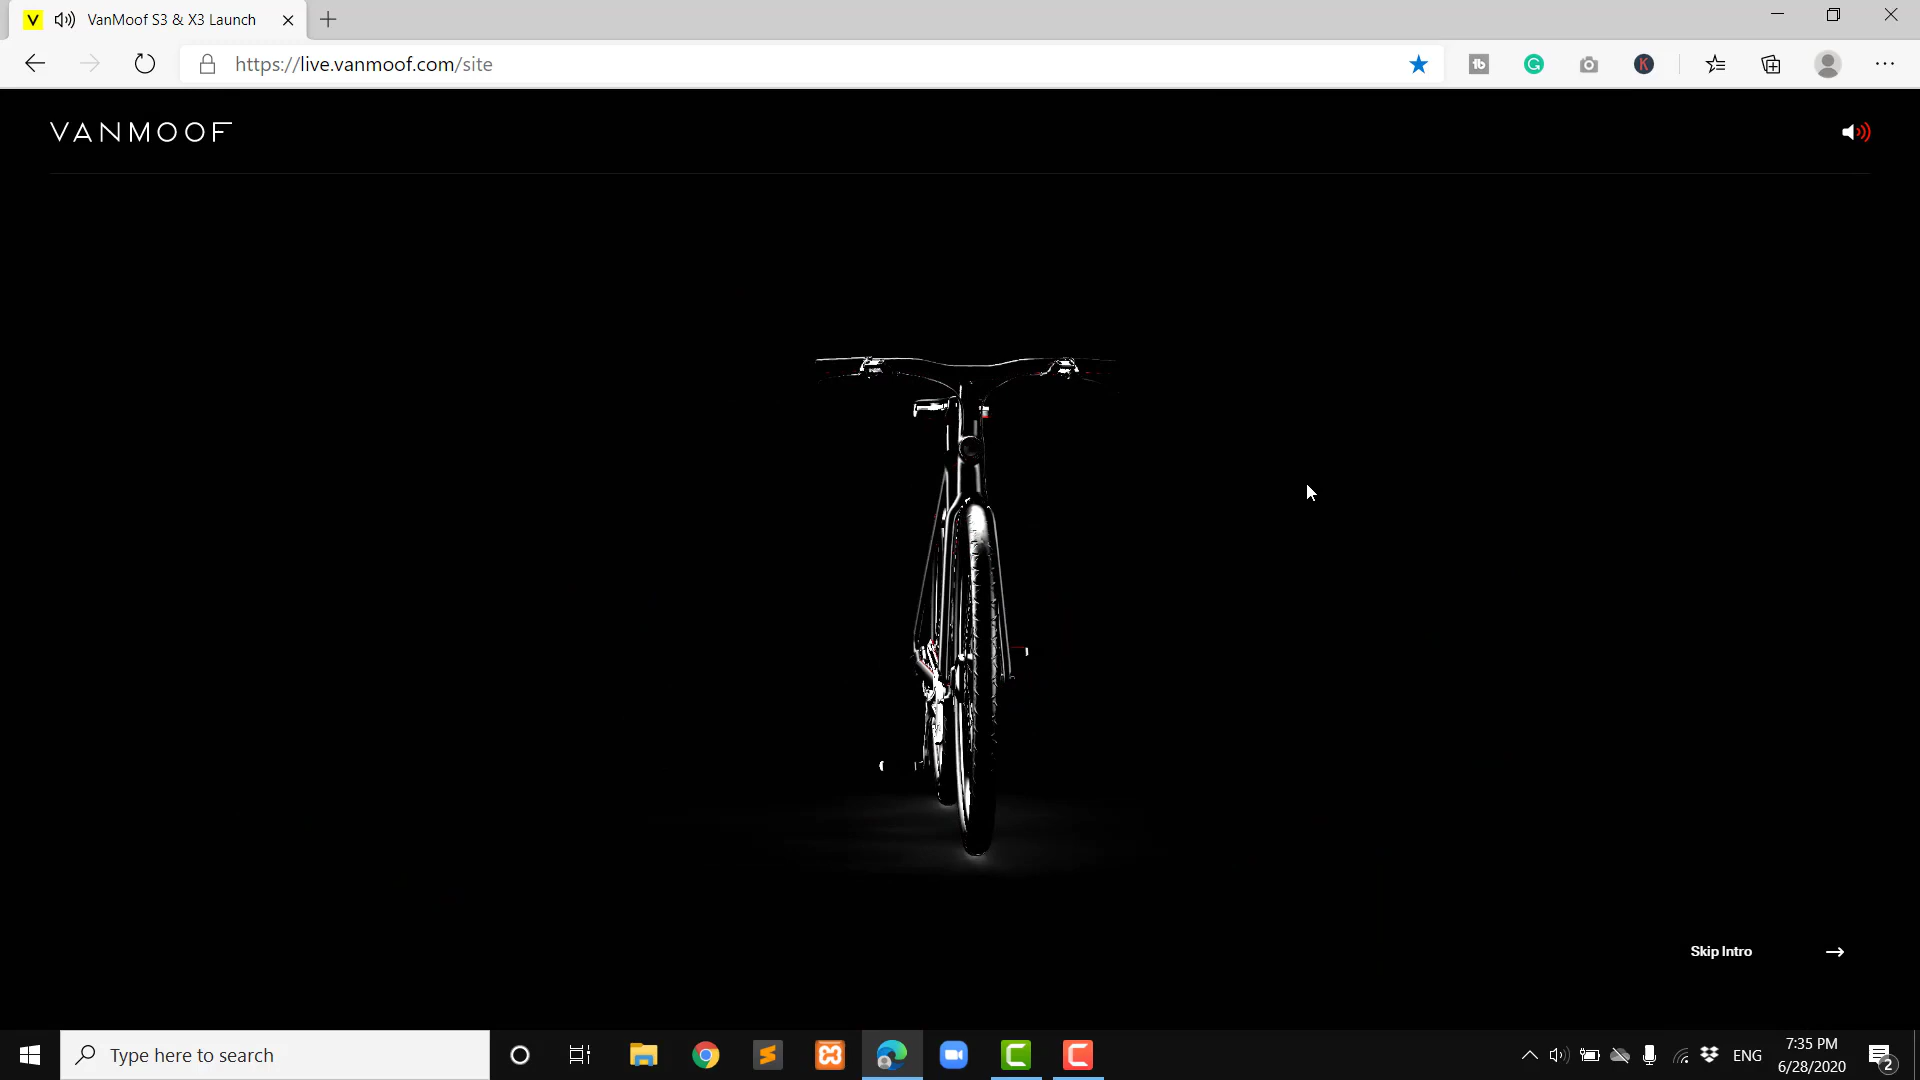 V VanMoof S3 & X3 Launch
https://live.vanmoof.com/site
tb G K
VANMOOF
Skip Intro
Type here to search
ENG
7:35 PM
6/28/2020
2